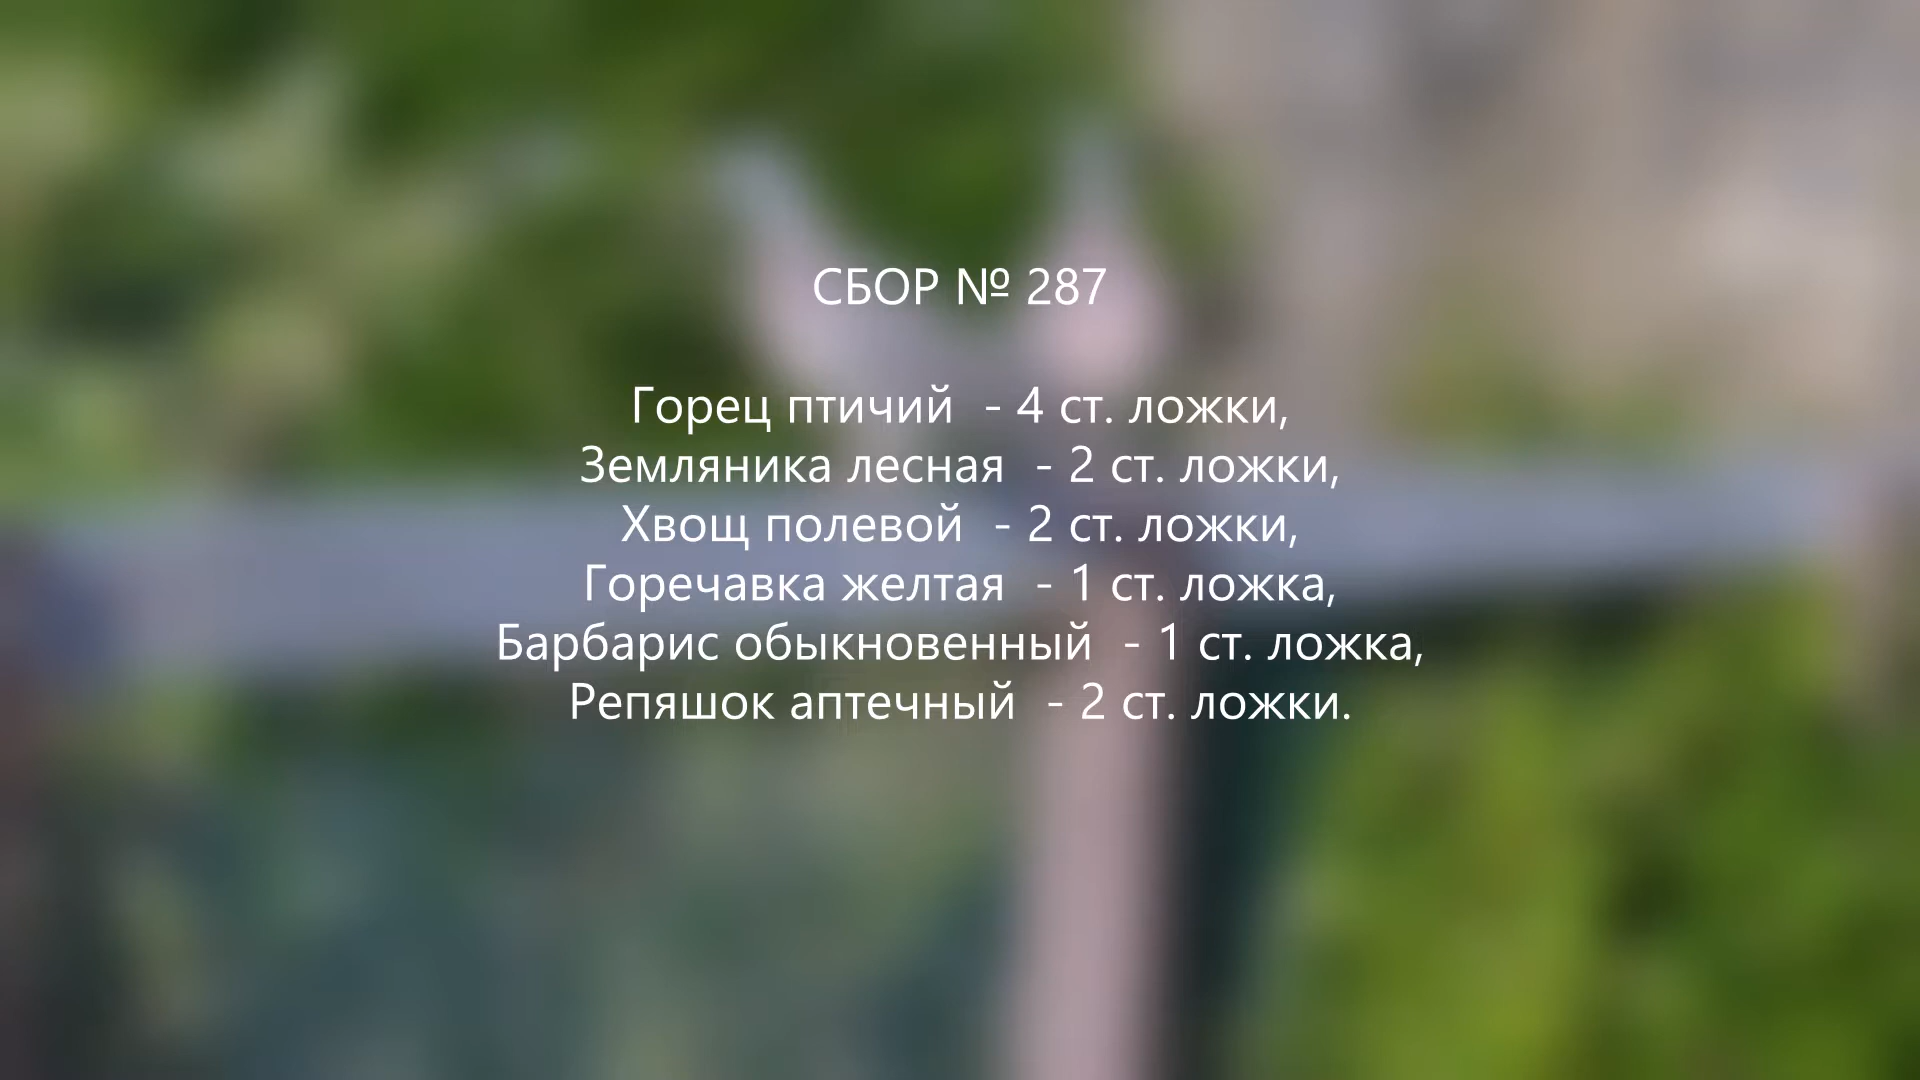 СБОР № 287
Горец птичий - 4 ст. ложки,
Земляника лесная - 2 ст. ложки,
Хвощ полевой - 2 ст. ложки,
Горечавка желтая - 1 ст. ложка,
Барбарис обыкновенный - 1 ст. ложка,
Репяшок аптечный - 2 ст. ложки.